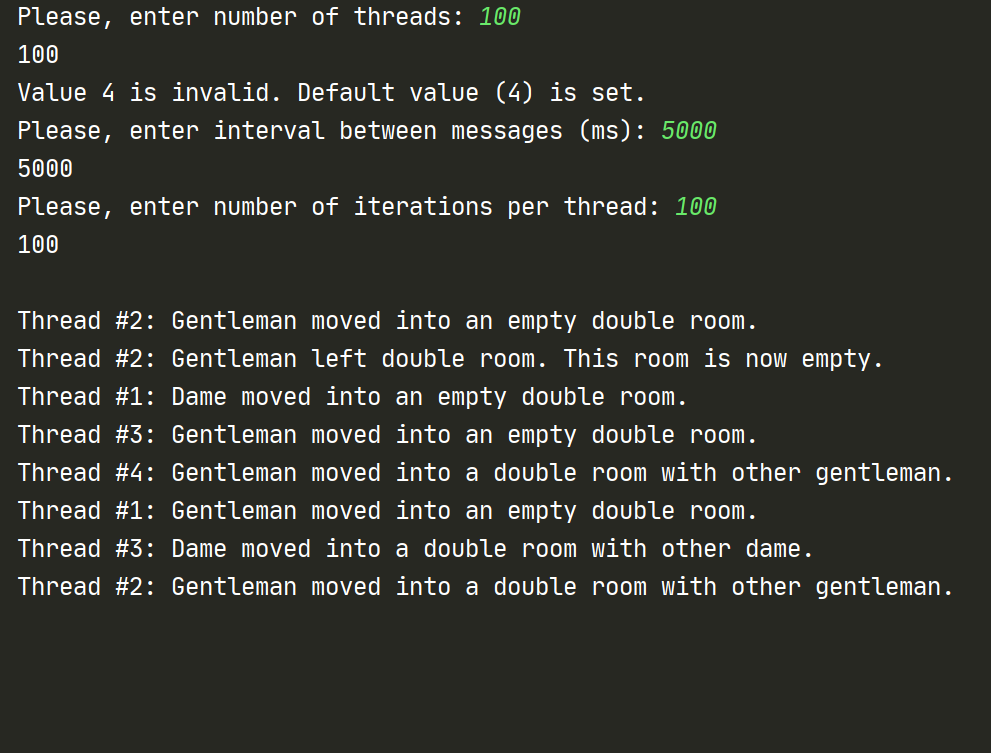 Please, enter number of threads: 100
100
Value 4 is invalid. Default value (4) is set.
Please, enter interval between messages (ms): 5000
5000
Please, enter number of iterations per thread: 100
100
Thread #2: Gentleman moved into an empty double room.
Thread #2: Gentleman left double room. This room is now empty.
Thread #1: Dame moved into an empty double room.
Thread #3: Gentleman moved into an empty double room.
Thread #4: Gentleman moved into a double room with other gentleman.
Thread #1: Gentleman moved into an empty double room.
Thread #3: Dame moved into a double room with other dame.
Thread #2: Gentleman moved into a double room with other gentleman.